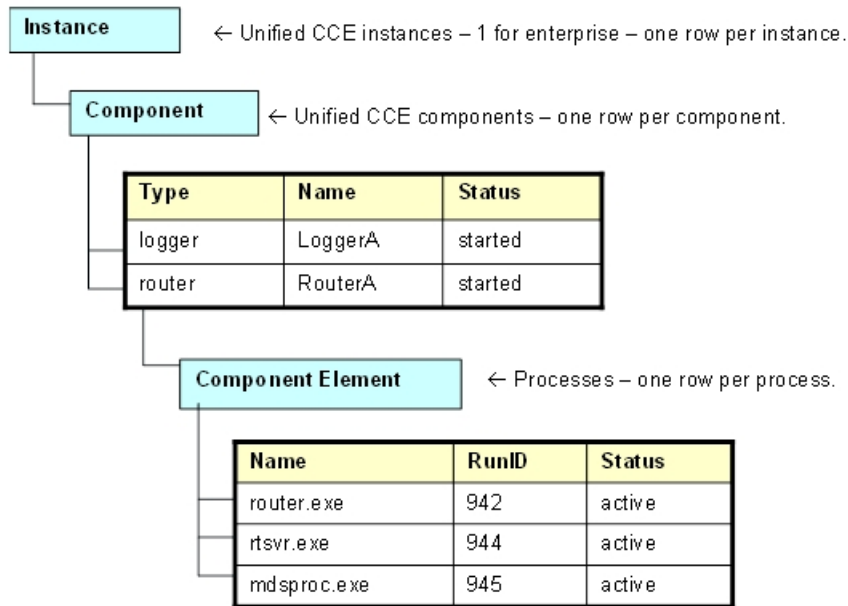 Instance
← Unified CCE instances – 1 for enterprise – one row per instance.
Component
← Unified CCE components – one row per component.
Type Name Status
logger LoggerA started
router RouterA started
Component Element
← Processes – one row per process.
Name RunID Status
router.exe 942 active
rtsvr.exe 944 active
mdsproc.exe 945 active